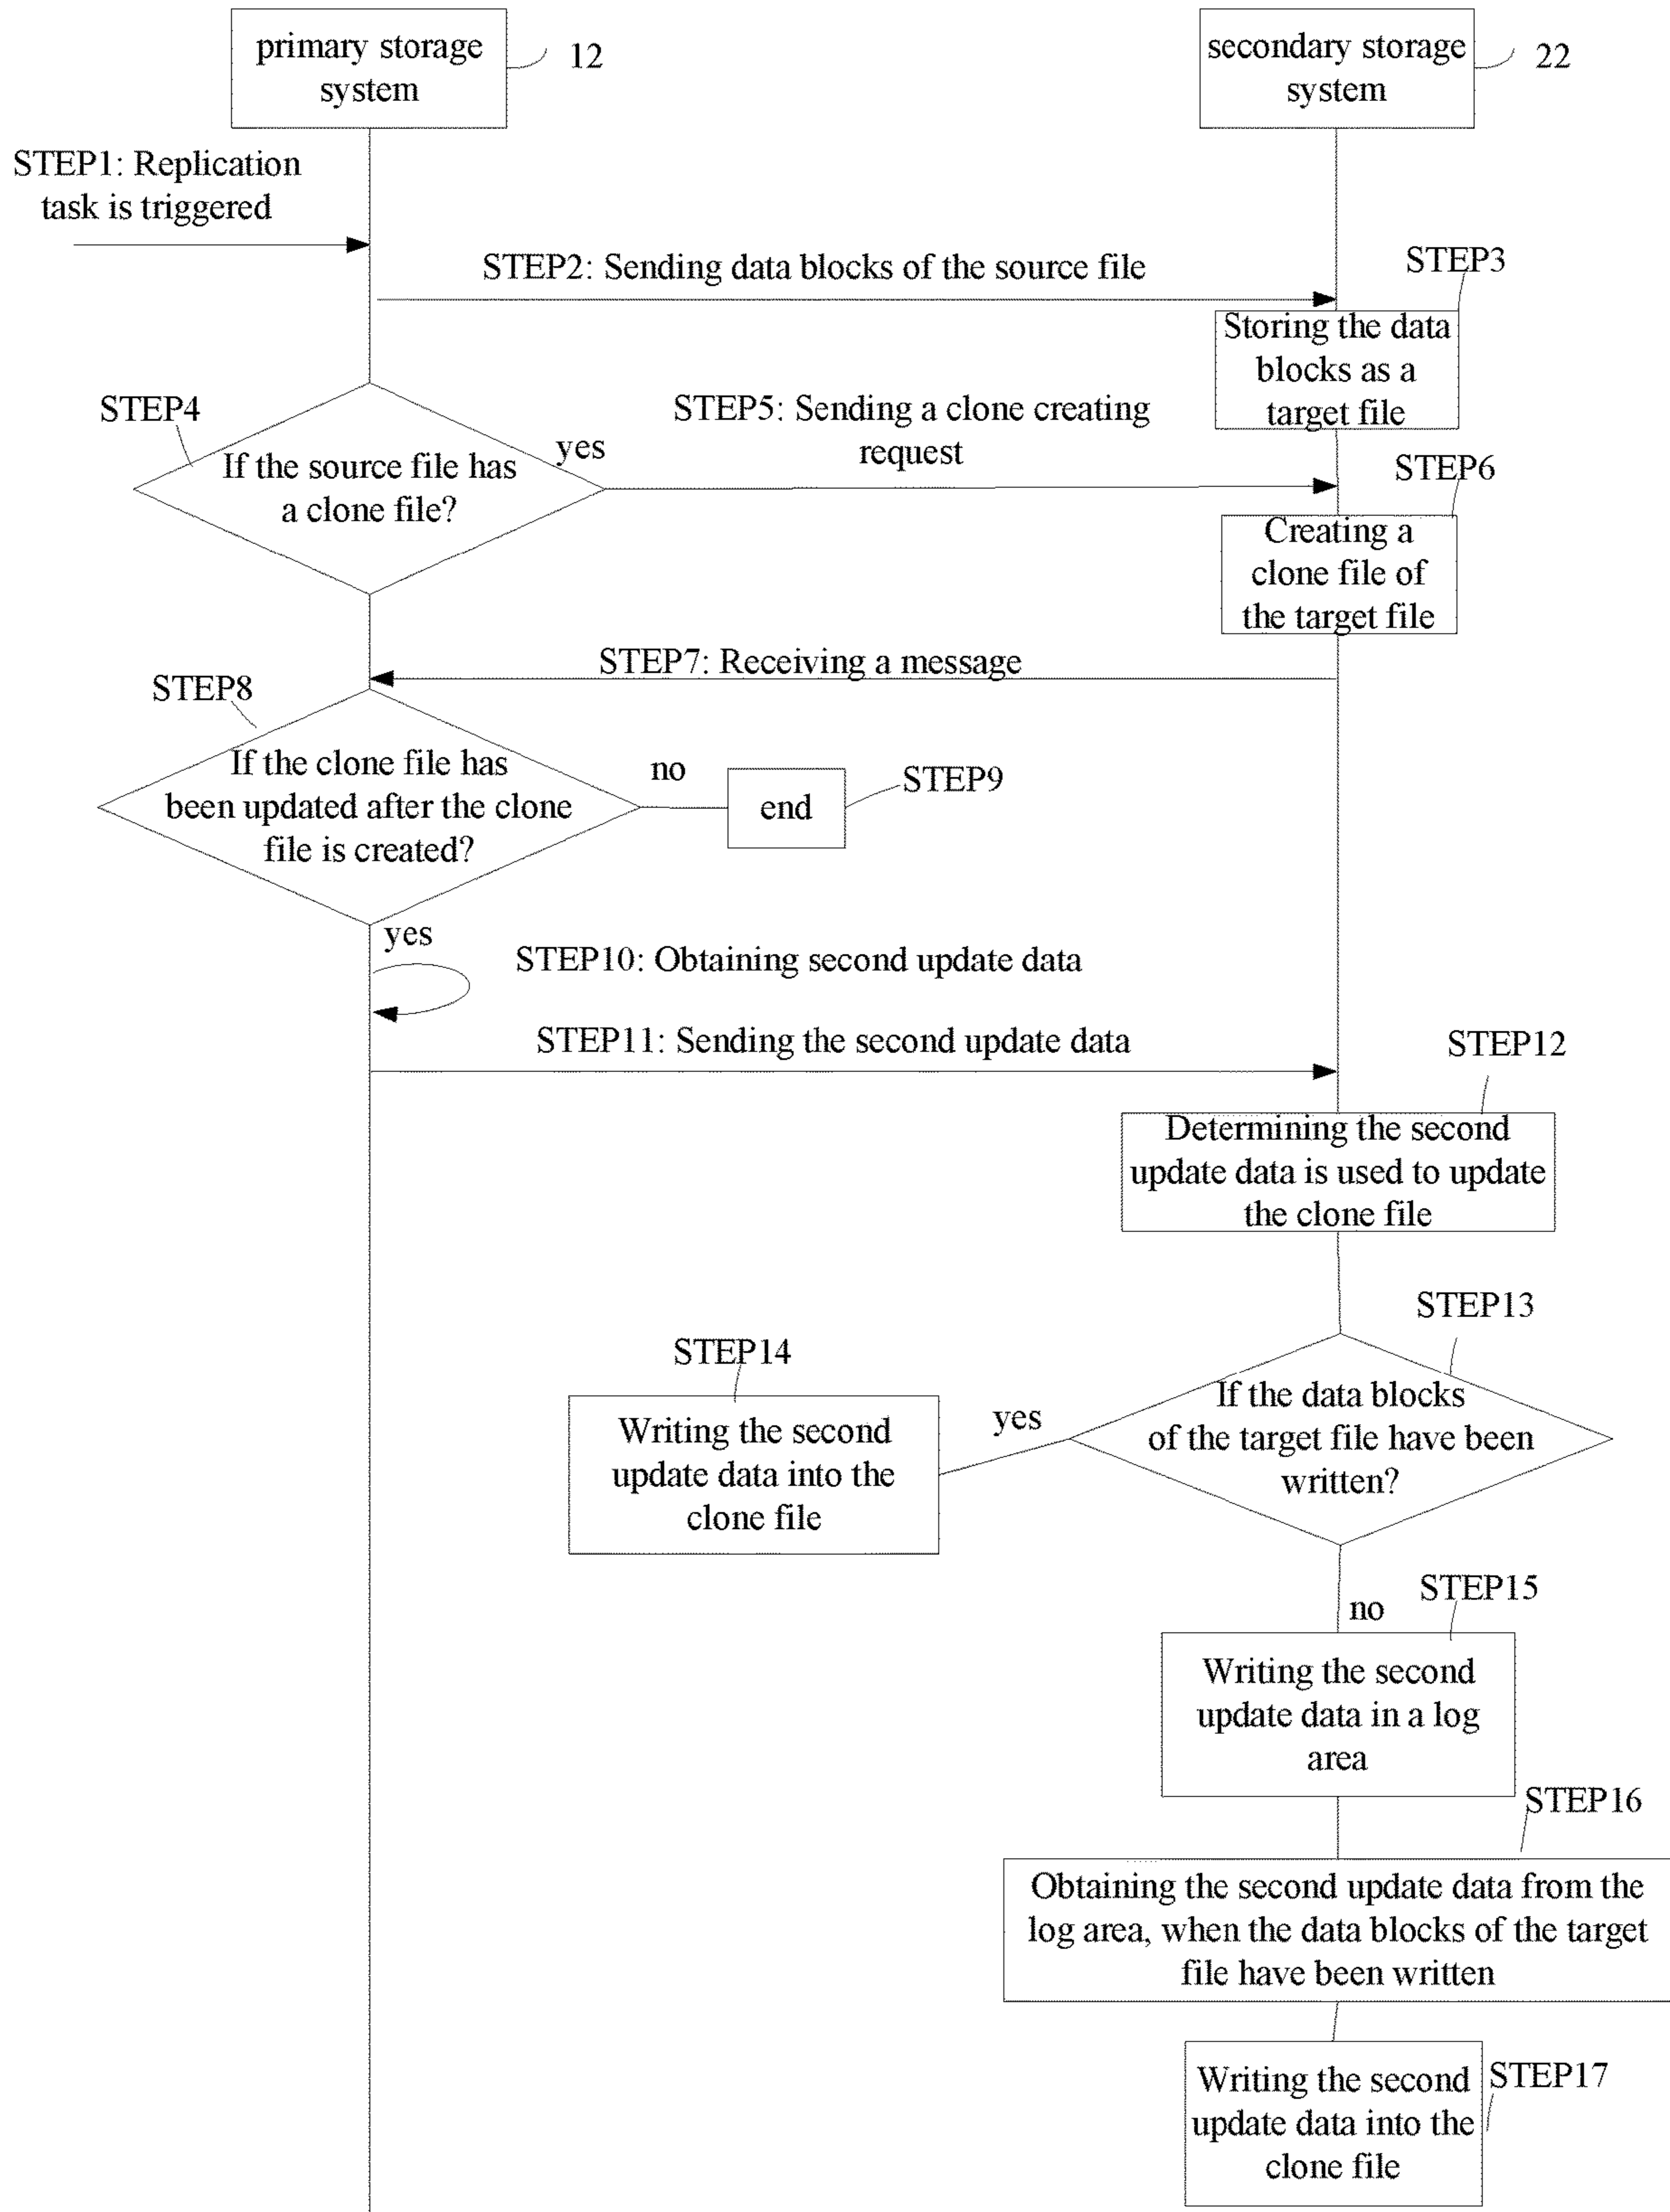 primary storage
system
12
secondary storage
system
22
STEP1: Replication
task is triggered
STEP2: Sending data blocks of the source file
STEP3
Storing the data
blocks as a
target file
STEP4
If the source file has
a clone file?
yes
STEP5: Sending a clone creating
request
STEP6
Creating a
clone file of
the target file
STEP7: Receiving a message
STEP8
If the clone file has
been updated after the clone
file is created?
no
end
STEP9
yes
STEP10: Obtaining second update data
STEP11: Sending the second update data
STEP12
Determining the second
update data is used to update
the clone file
STEP13
If the data blocks
of the target file have been
written?
yes
STEP14
Writing the second
update data into the
clone file
no
STEP15
Writing the second
update data in a log
area
STEP16
Obtaining the second update data from the
log area, when the data blocks of the target
file have been written
STEP17
Writing the second
update data into the
clone file